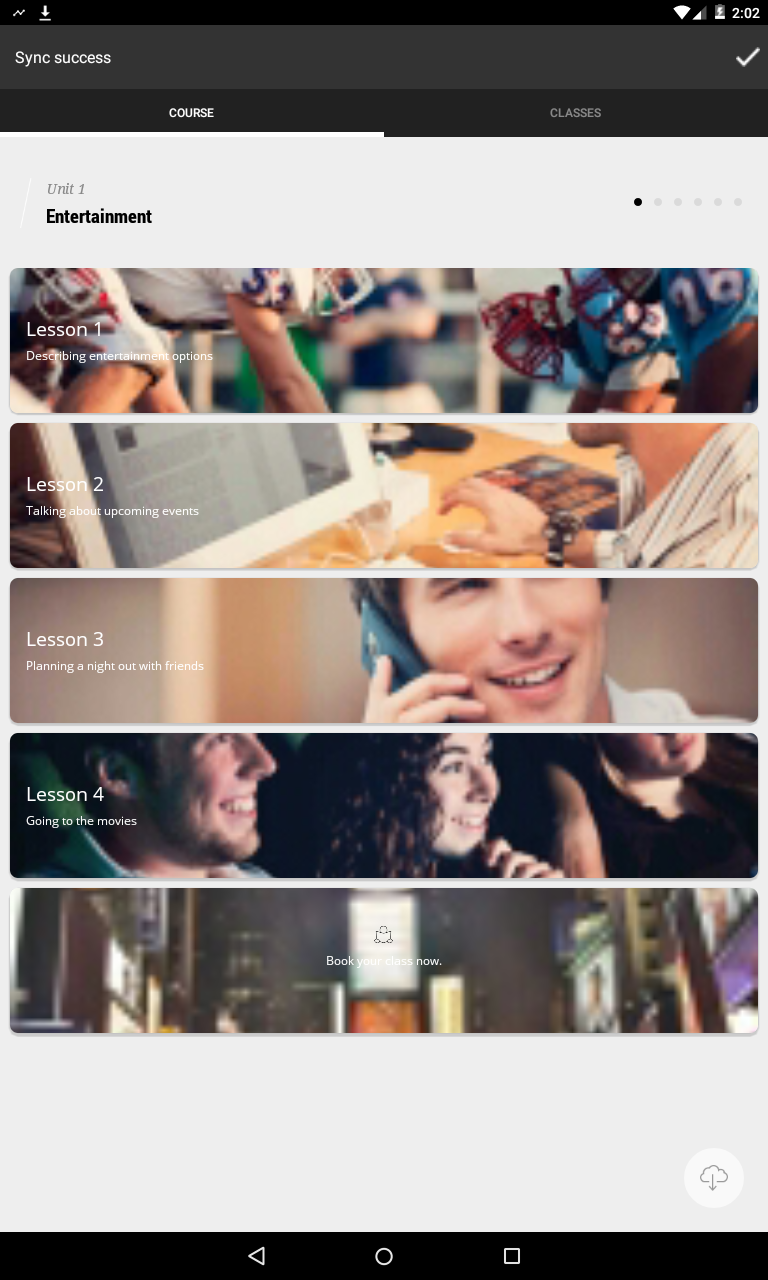 2:02
Sync success
COURSE
CLASSES
Unit 1
Entertainment
Lesson 1
Describing entertainment options
Lesson 2
Talking about upcoming events
Lesson 3
Planning a night out with friends
Lesson 4
Going to the movies
Book your class now.